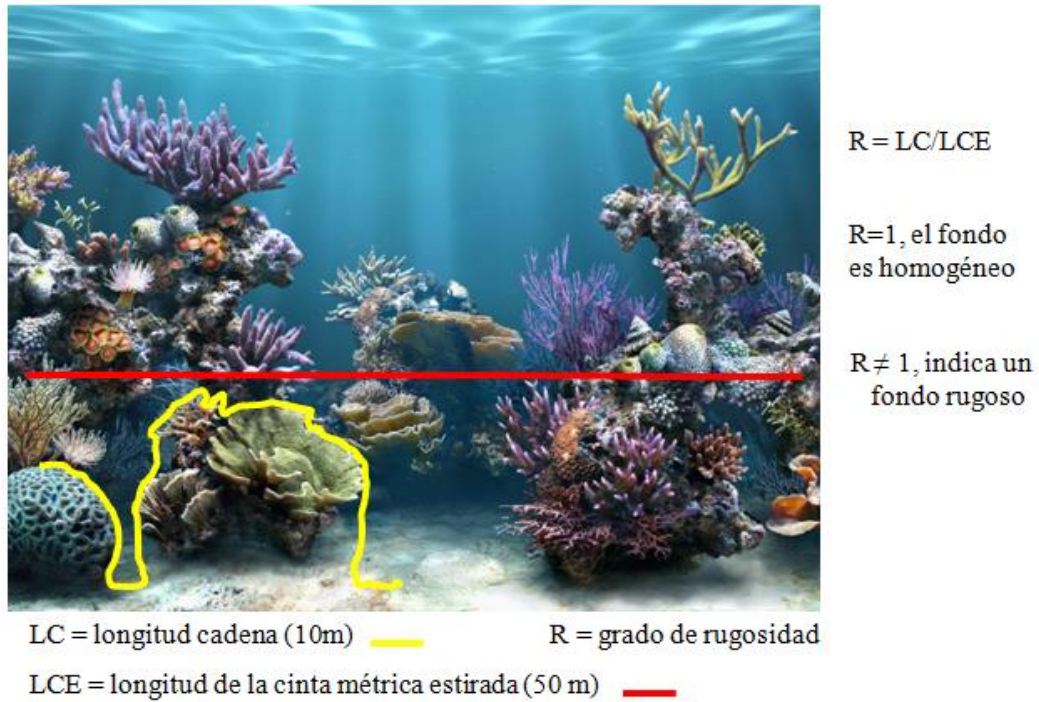 R = LC/LCE
R=1, el fondo
es homogéneo
R ≠ 1, indica un
fondo rugoso
LC = longitud cadena (10m)
R = grado de rugosidad
LCE = longitud de la cinta métrica estirada (50 m)